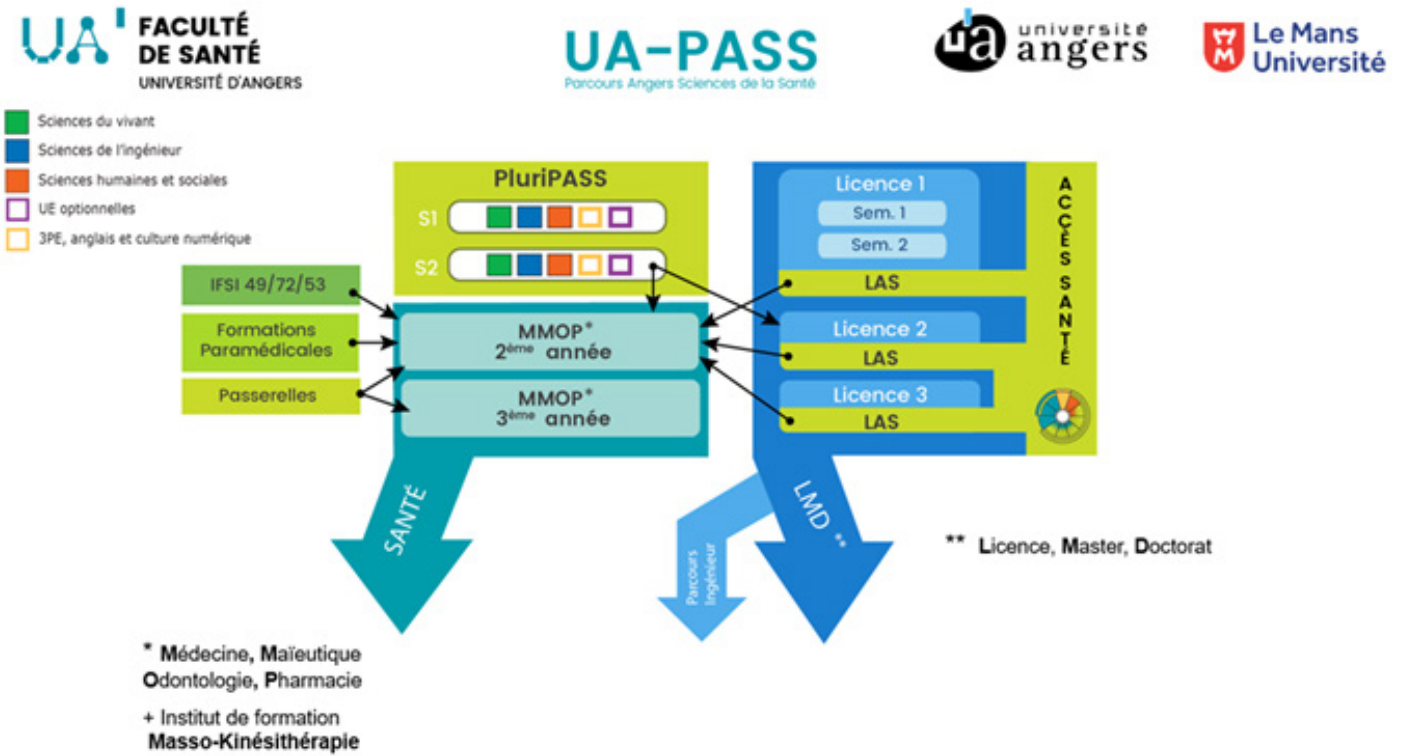 UA'
FACULTÉ
DE SANTÉ
UNIVERSITÉ D'ANGERS
UA-PASS
Parcours Angers Sciences de la Santé
ua
université
angers
Le Mans
Université
Sciences du vivant
Sciences de l'ingénieur
Sciences humaines et sociales
UE optionnelles
3PE, anglais et culture numérique
PluriPASS
S1
S2
IFSI 49/72/53
Formations
Paramédicales
Passerelles
MMOP*
2ème année
MMOP*
3ème année
Licence 1
Sem. 1
Sem. 2
LAS
Licence 2
LAS
Licence 3
LAS
ACCÈS SANTÉ
SANTÉ
Parcours
Ingénieur
LMD **
** Licence, Master, Doctorat
* Médecine, Maïeutique
Odontologie, Pharmacie
+ Institut de formation
Masso-Kinésithérapie